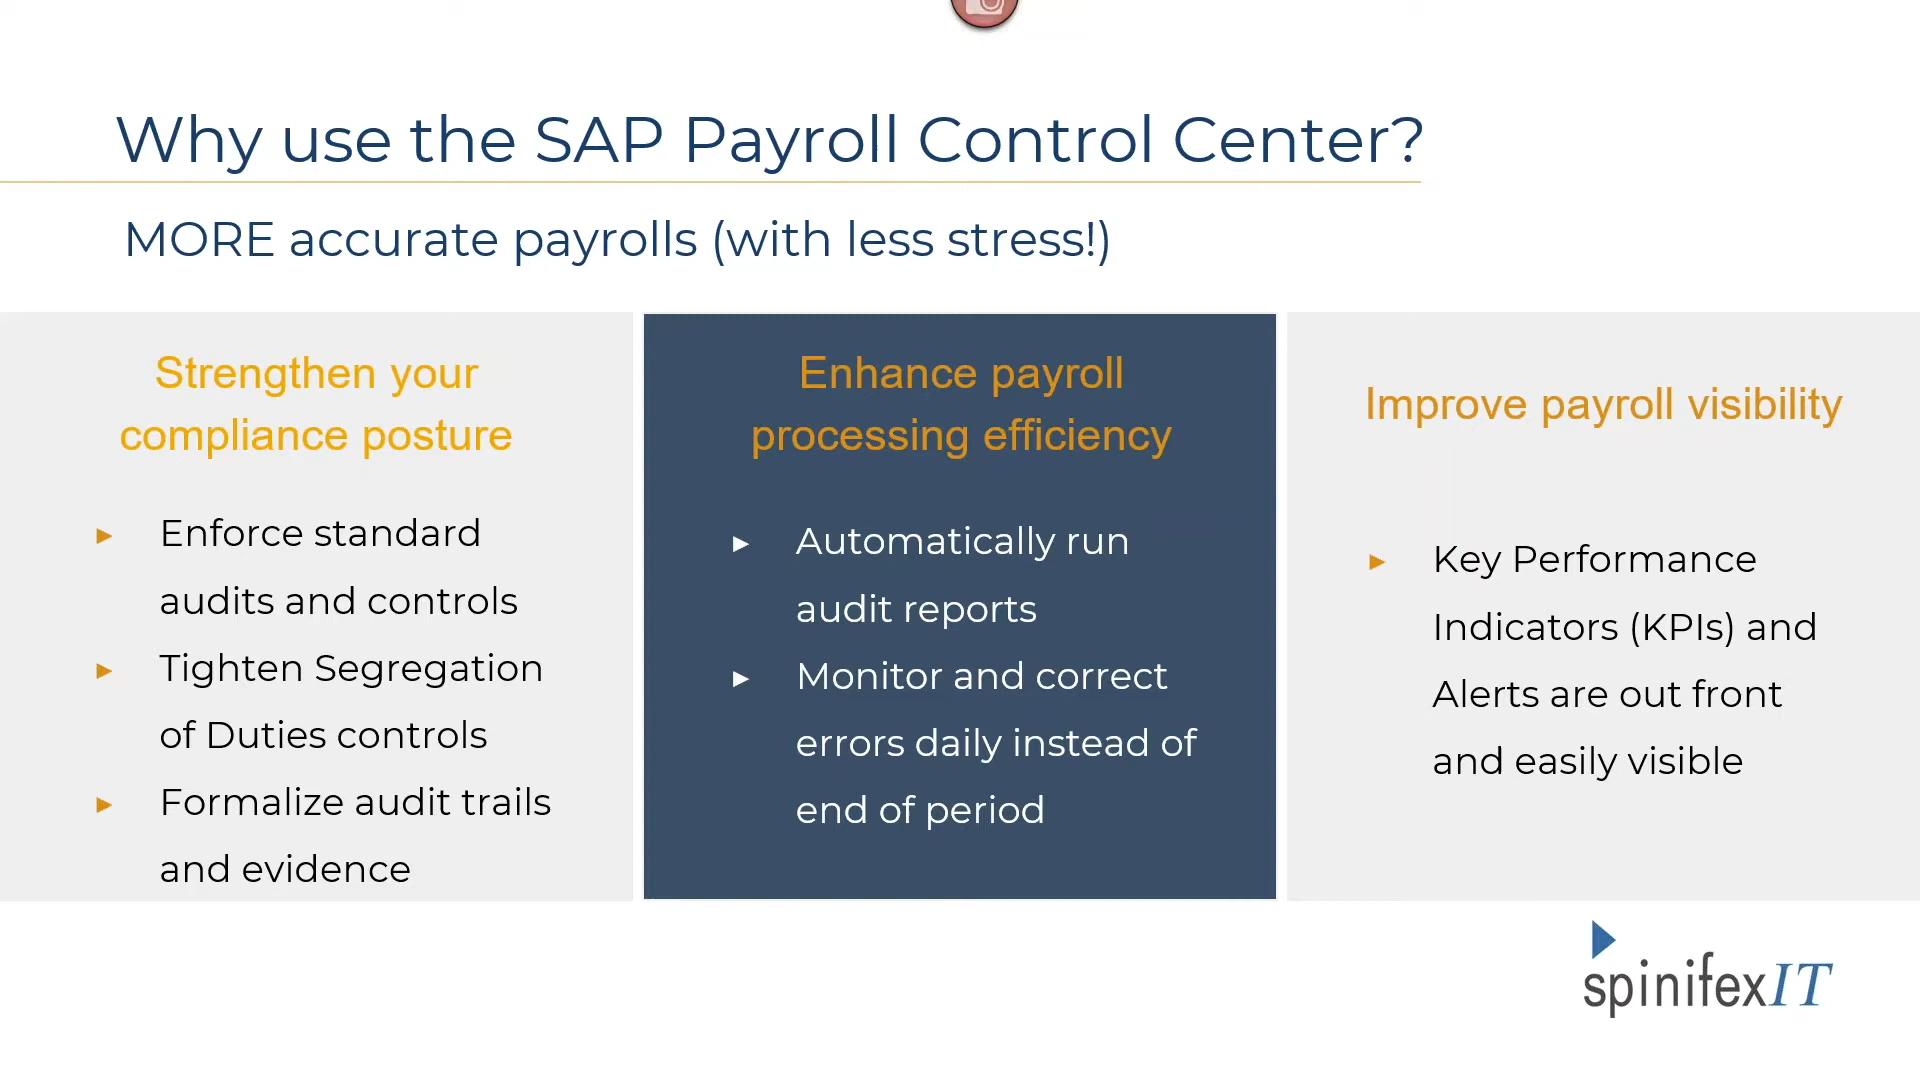 Why use the SAP Payroll Control Center?
MORE accurate payrolls (with less stress!)
Strengthen your
compliance posture
► Enforce standard
audits and controls
► Tighten Segregation
of Duties controls
► Formalize audit trails
and evidence
Enhance payroll
processing efficiency
► Automatically run
audit reports
► Monitor and correct
errors daily instead of
end of period
Improve payroll visibility
► Key Performance
Indicators (KPIs) and
Alerts are out front
and easily visible
spinifexIT